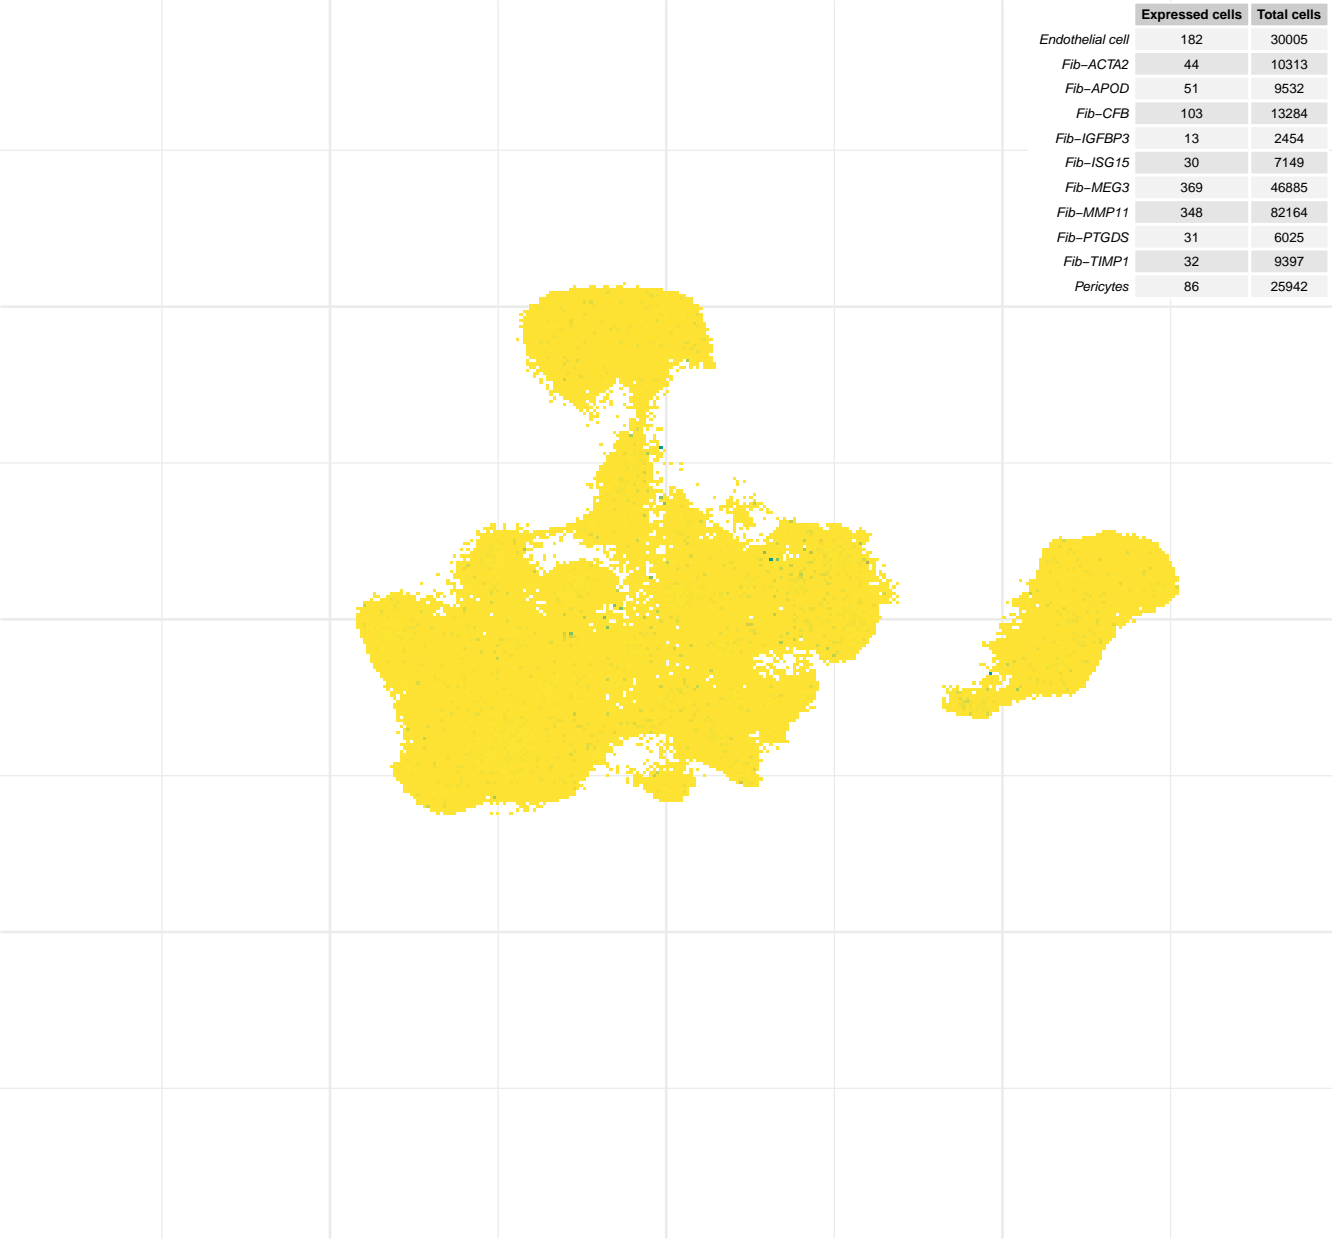 Expressed cells Total cells
Endothelial cell 182 30005
Fib−ACTA2 44 10313
Fib−APOD 51 9532
Fib−CFB 103 13284
Fib−IGFBP3 13 2454
Fib−ISG15 30 7149
Fib−MEG3 369 46885
Fib−MMP11 348 82164
Fib−PTGDS 31 6025
Fib−TIMP1 32 9397
Pericytes 86 25942